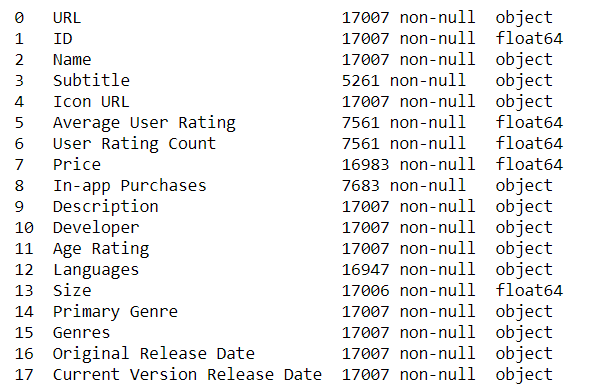 0 URL 17007 non-null object
1 ID 17007 non-null float64
2 Name 17007 non-null object
3 Subtitle 5261 non-null object
4 Icon URL 17007 non-null object
5 Average User Rating 7561 non-null float64
6 User Rating Count 7561 non-null float64
7 Price 16983 non-null float64
8 In-app Purchases 7683 non-null object
9 Description 17007 non-null object
10 Developer 17007 non-null object
11 Age Rating 17007 non-null object
12 Languages 16947 non-null object
13 Size 17006 non-null float64
14 Primary Genre 17007 non-null object
15 Genres 17007 non-null object
16 Original Release Date 17007 non-null object
17 Current Version Release Date 17007 non-null object